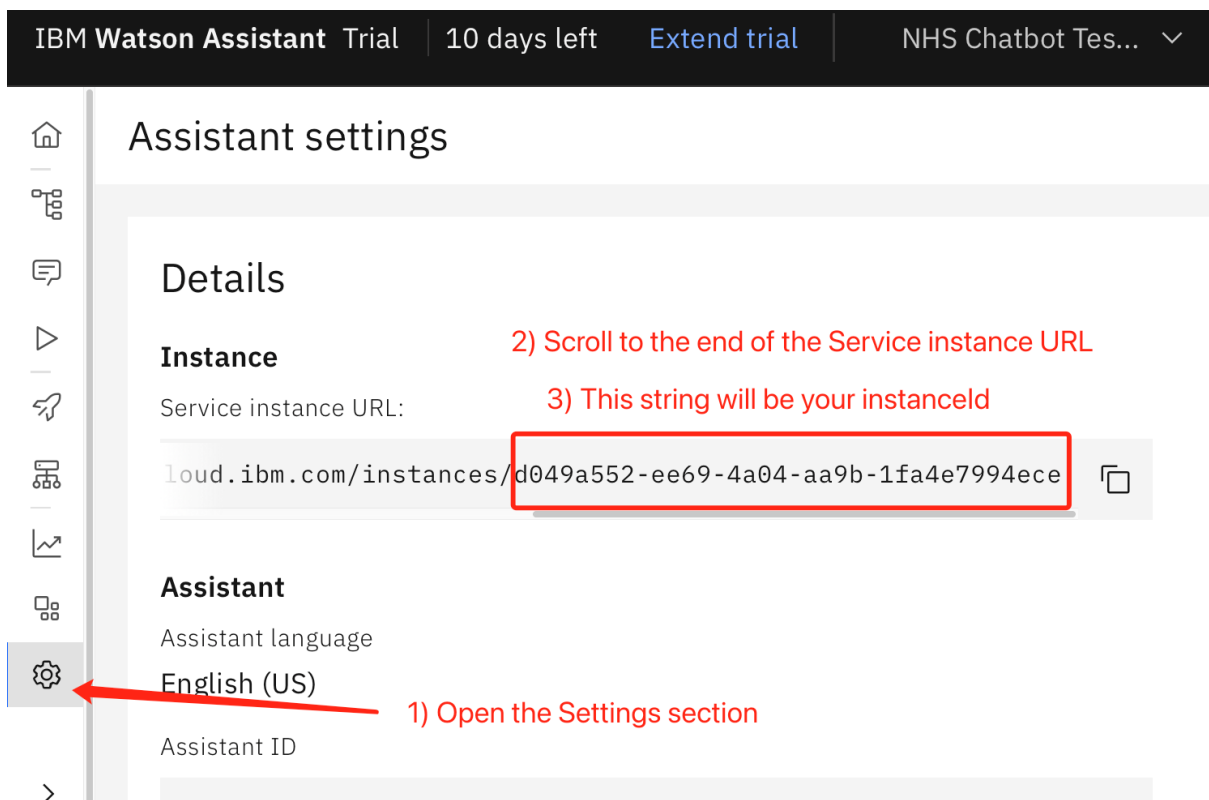 IBM Watson Assistant Trial 10 days left Extend trial NHS Chatbot Tes...
Assistant settings
Details
2) Scroll to the end of the Service instance URL
Instance
3) This string will be your instanceId
Service instance URL:
loud.ibm.com/instances/d049a552-ee69-4a04-aa9b-1fa4e7994ece
Assistant
Assistant language
English (US)
1) Open the Settings section
Assistant ID